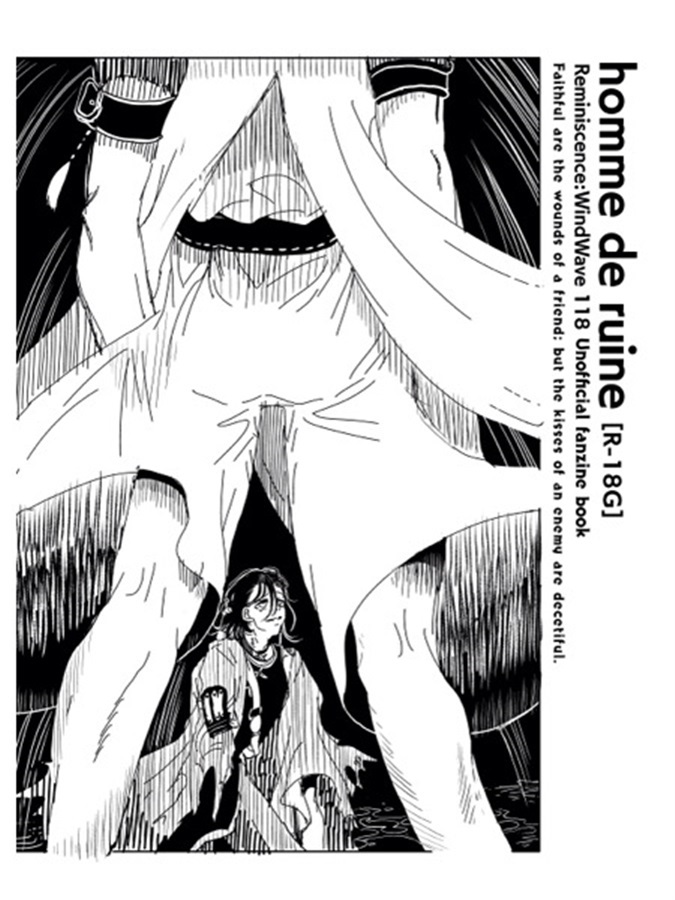 homme de ruine [R-18G]
Reminiscence:WindWave 118 Unofficial fanzine book
Faithful are the wounds of a friend: but the kisses of an enemy are decetiful.